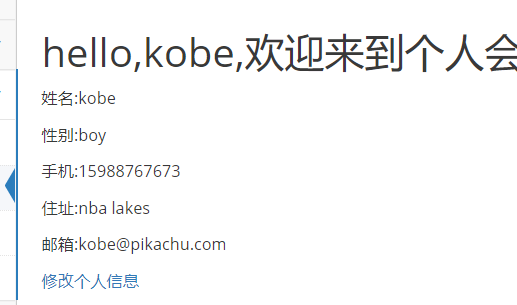 hello,kobe,欢迎来到个人会
姓名:kobe
性别:boy
手机:15988767673
住址:nba lakes
邮箱:kobe@pikachu.com
修改个人信息